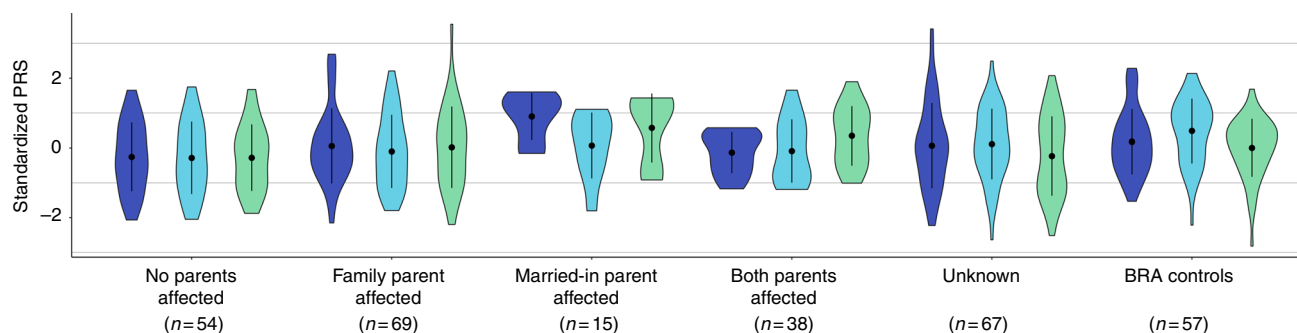 Standardized PRS
2
0
−2
No parents affected (n=54)
Family parent affected (n=69)
Married-in parent affected (n=15)
Both parents affected (n=38)
Unknown (n=67)
BRA controls (n=57)